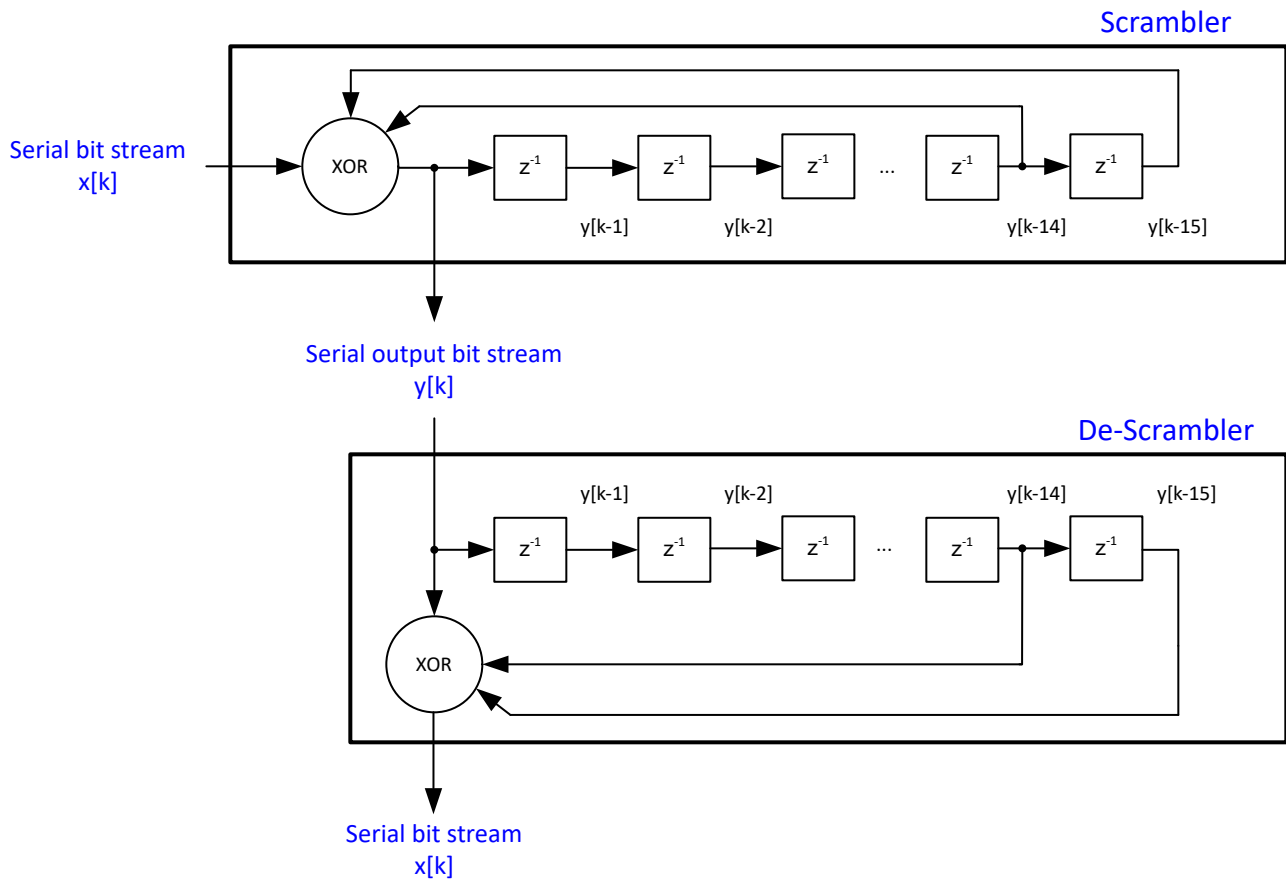 Scrambler
Serial bit stream
x[k]
XOR
z-1
z-1
z-1
...
z-1
z-1
y[k-1]
y[k-2]
y[k-14]
y[k-15]
Serial output bit stream
y[k]
De-Scrambler
y[k-1]
y[k-2]
y[k-14]
y[k-15]
z-1
z-1
z-1
...
z-1
z-1
XOR
Serial bit stream
x[k]